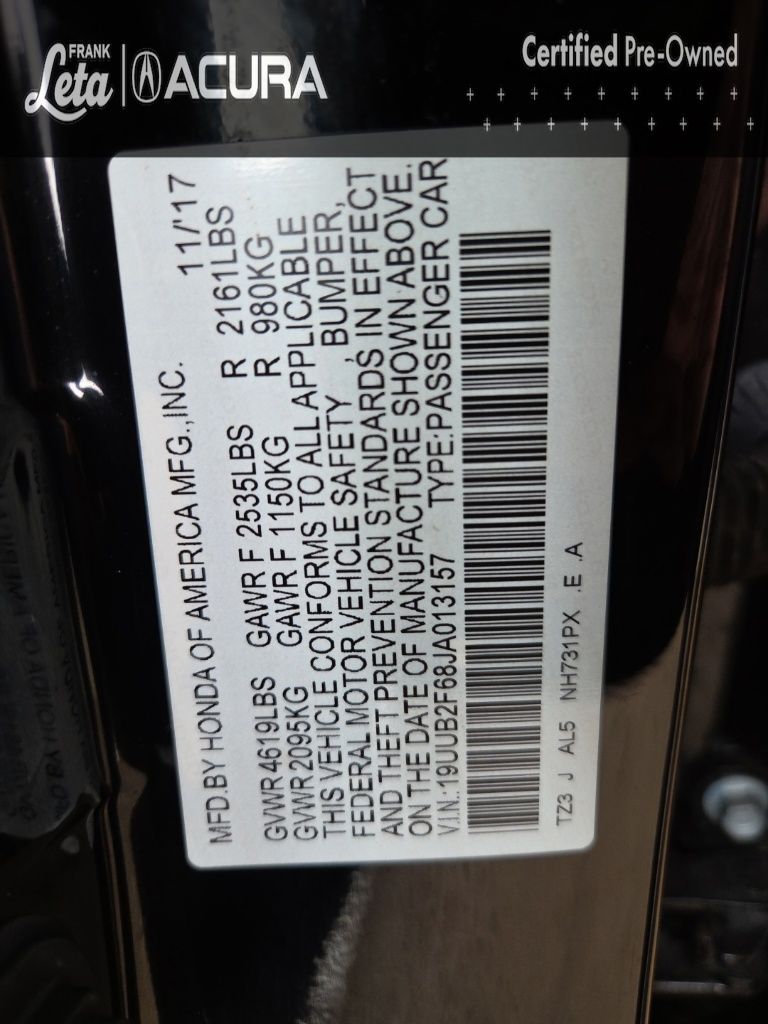 FRANK
Leta
ACURA
Certified Pre-Owned
MFD.BY HONDA OF AMERICA MFG.,INC. 11/'17
GVWR 4619LBS GAWR F 2535LBS R 2161LBS
GVWR 2095KG GAWR F 1150KG R 980KG
THIS VEHICLE CONFORMS TO ALL APPLICABLE
FEDERAL MOTOR VEHICLE SAFETY, BUMPER,
AND THEFT PREVENTION STANDARDS IN EFFECT
ON THE DATE OF MANUFACTURE SHOWN ABOVE.
V.I.N.:19UUB2F68JA013157 TYPE:PASSENGER CAR
TZ3 J AL5 NH731PX .E .A